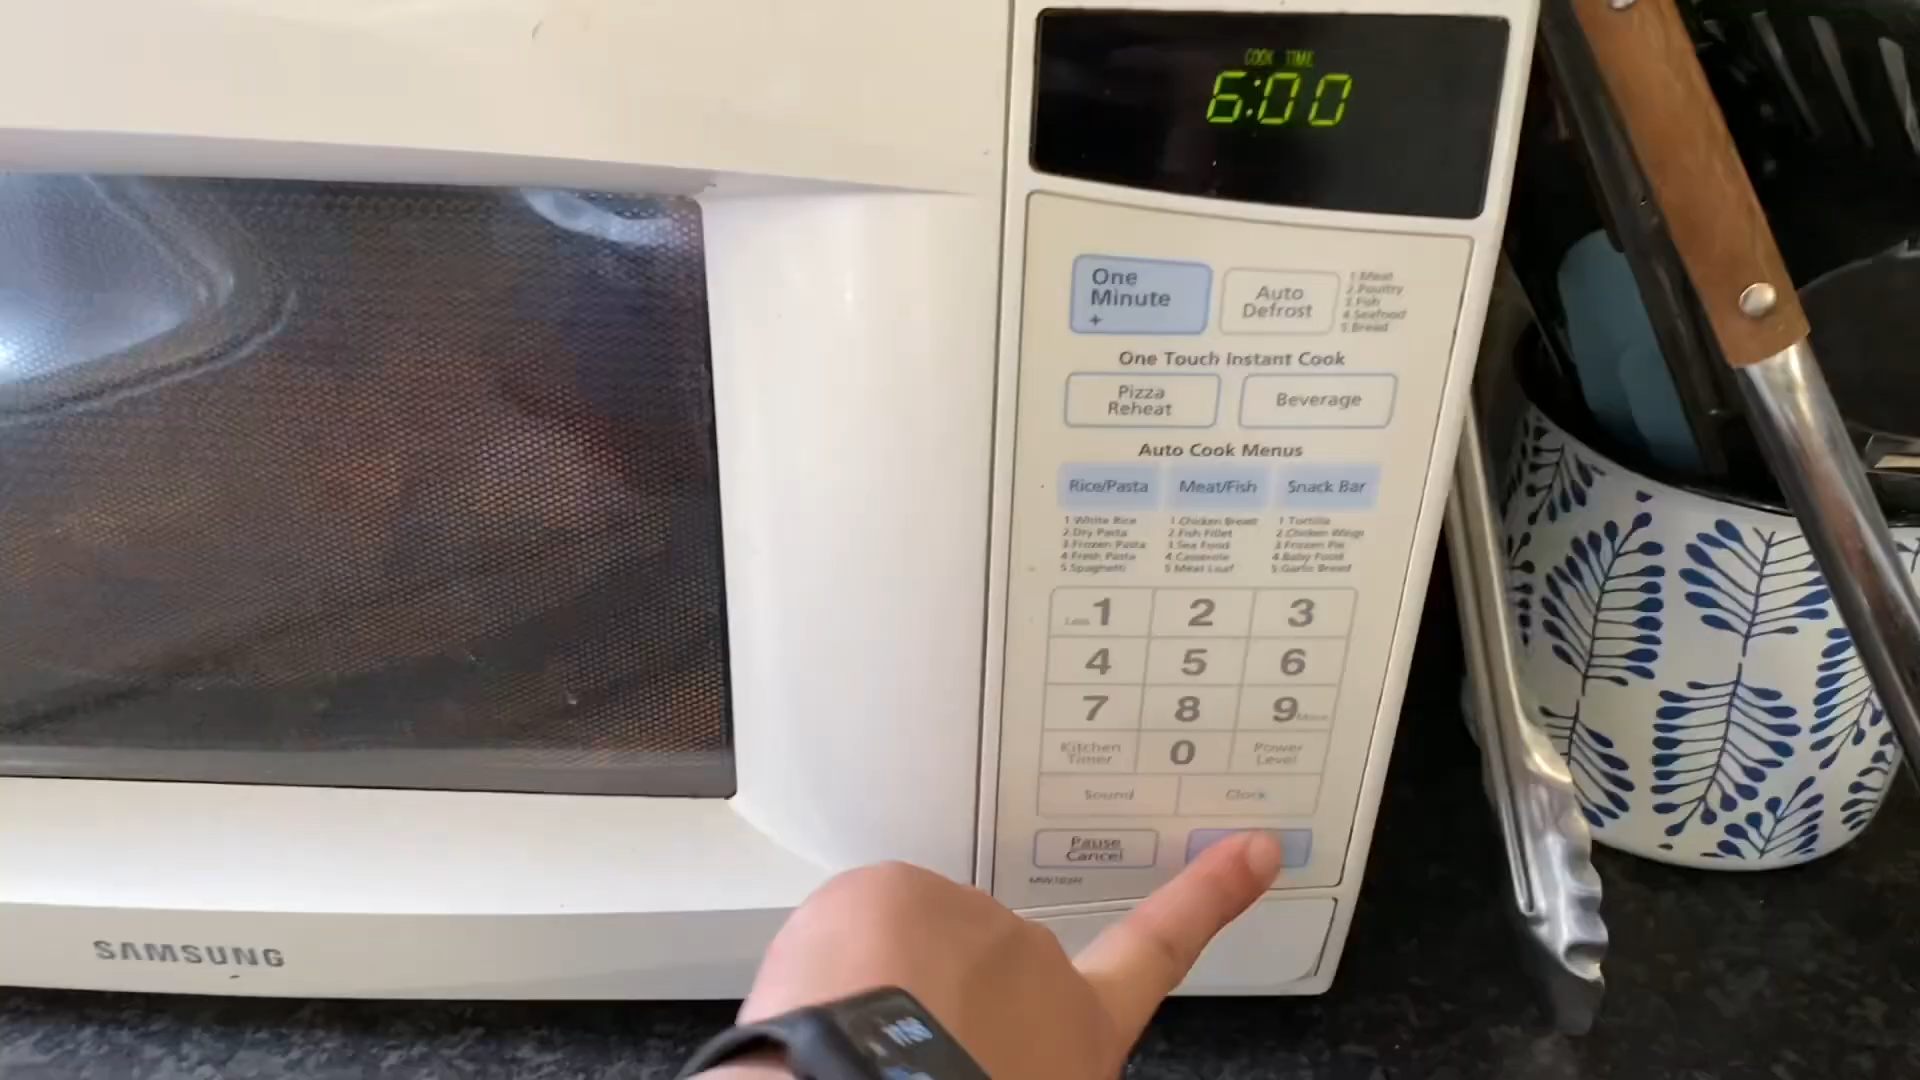 COOK TIME
6:00
One
Minute
+
Auto
Defrost
1 Meat
2 Poultry
3 Fish
4 Seafood
5 Bread
One Touch Instant Cook
Pizza
Reheat
Beverage
Auto Cook Menus
Rice/Pasta
Meat/Fish
Snack Bar
1 White Rice
2 Dry Pasta
3 Frozen Pasta
4 Fresh Pasta
5 Spaghetti
1 Chicken Breast
2 Fish Fillet
3 Sea Food
4 Casserole
5 Meat Loaf
1 Tortilla
2 Chicken Wings
3 Frozen Pie
4 Baby Food
5 Garlic Bread
Less 1 2 3
4 5 6
7 8 9 More
Kitchen
Timer
0
Power
Level
Sound
Clock
Pause
Cancel
SAMSUNG